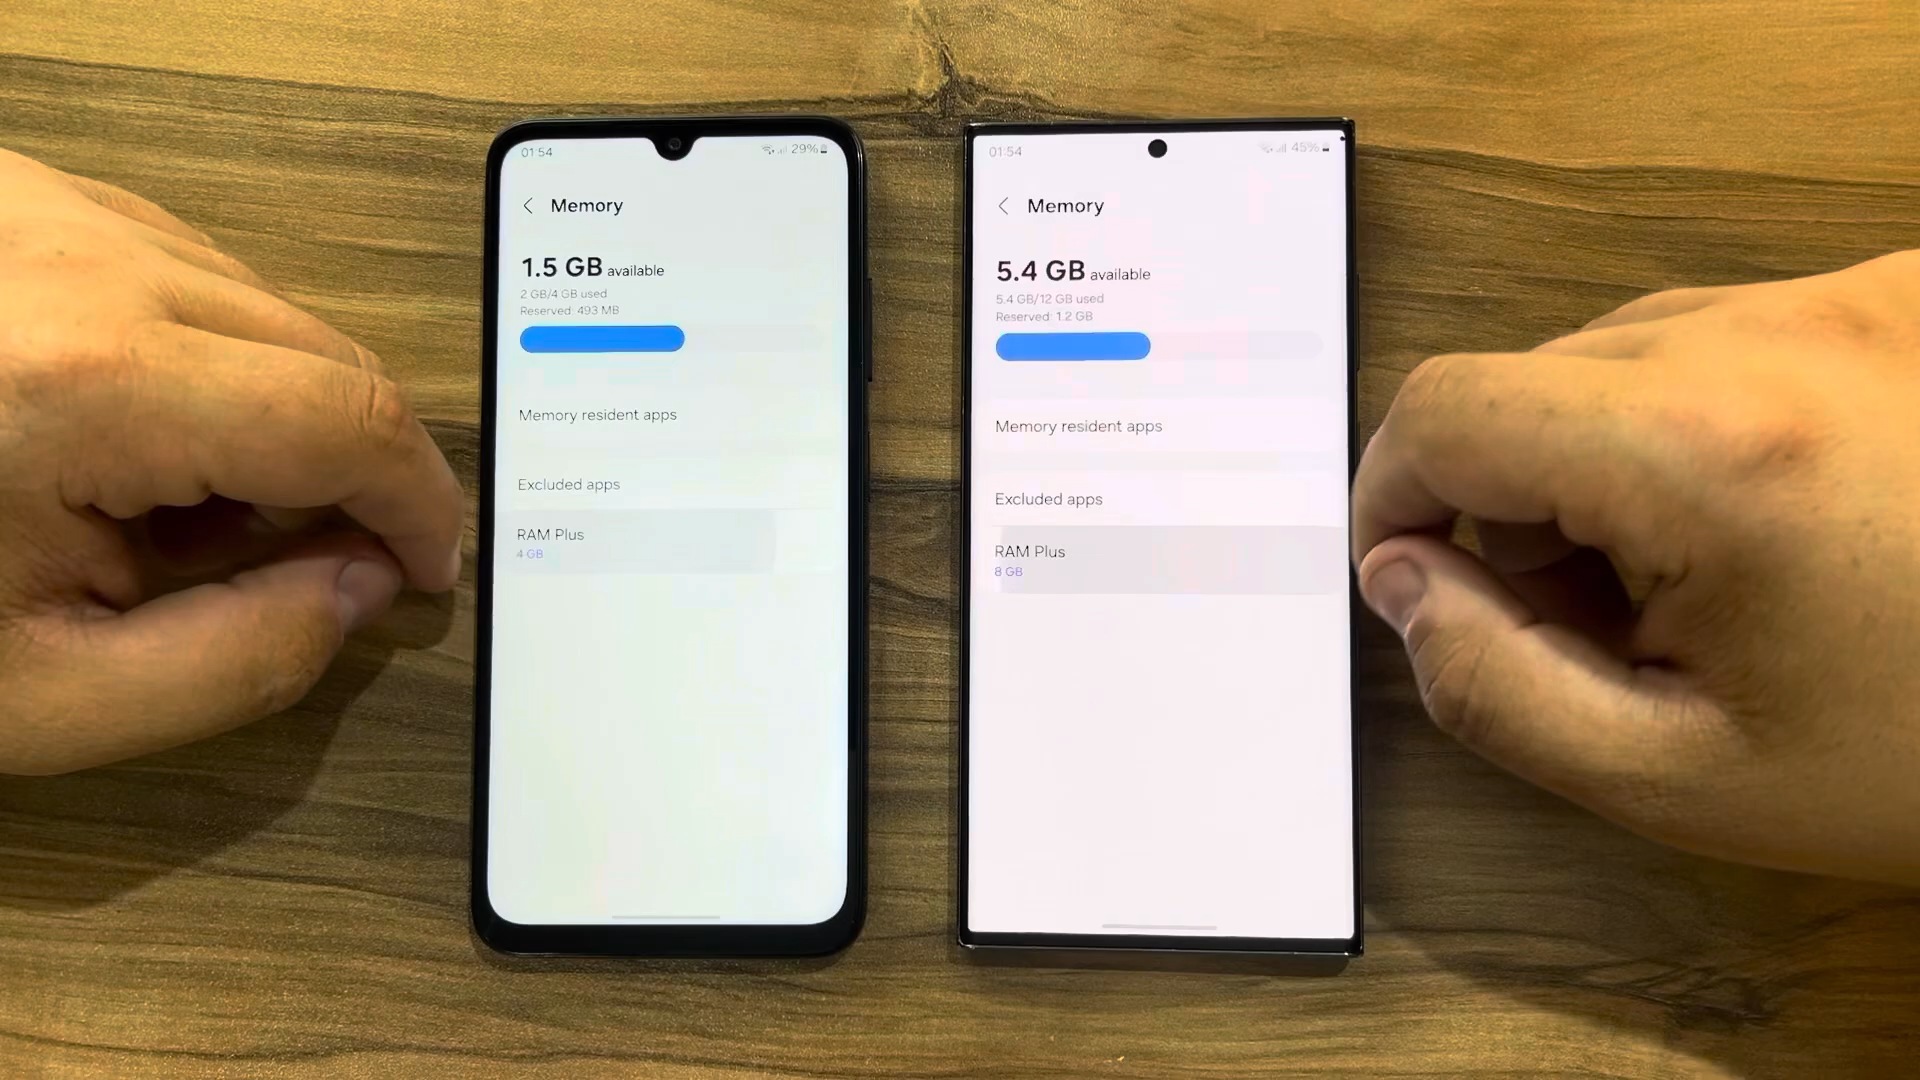 01:54
29%
Memory
1.5 GB available
2 GB/4 GB used
Reserved: 493 MB
Memory resident apps
Excluded apps
RAM Plus
4 GB
01:54
45%
Memory
5.4 GB available
5.4 GB/12 GB used
Reserved: 1.2 GB
Memory resident apps
Excluded apps
RAM Plus
8 GB